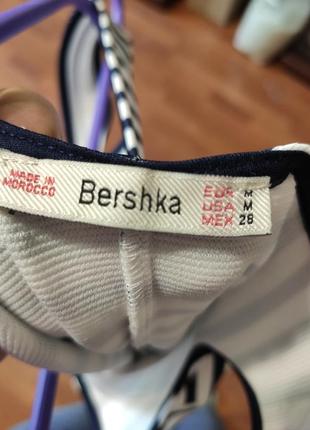 MADE IN
MOROCCO
Bershka
EUR M
USA M
MEX 28